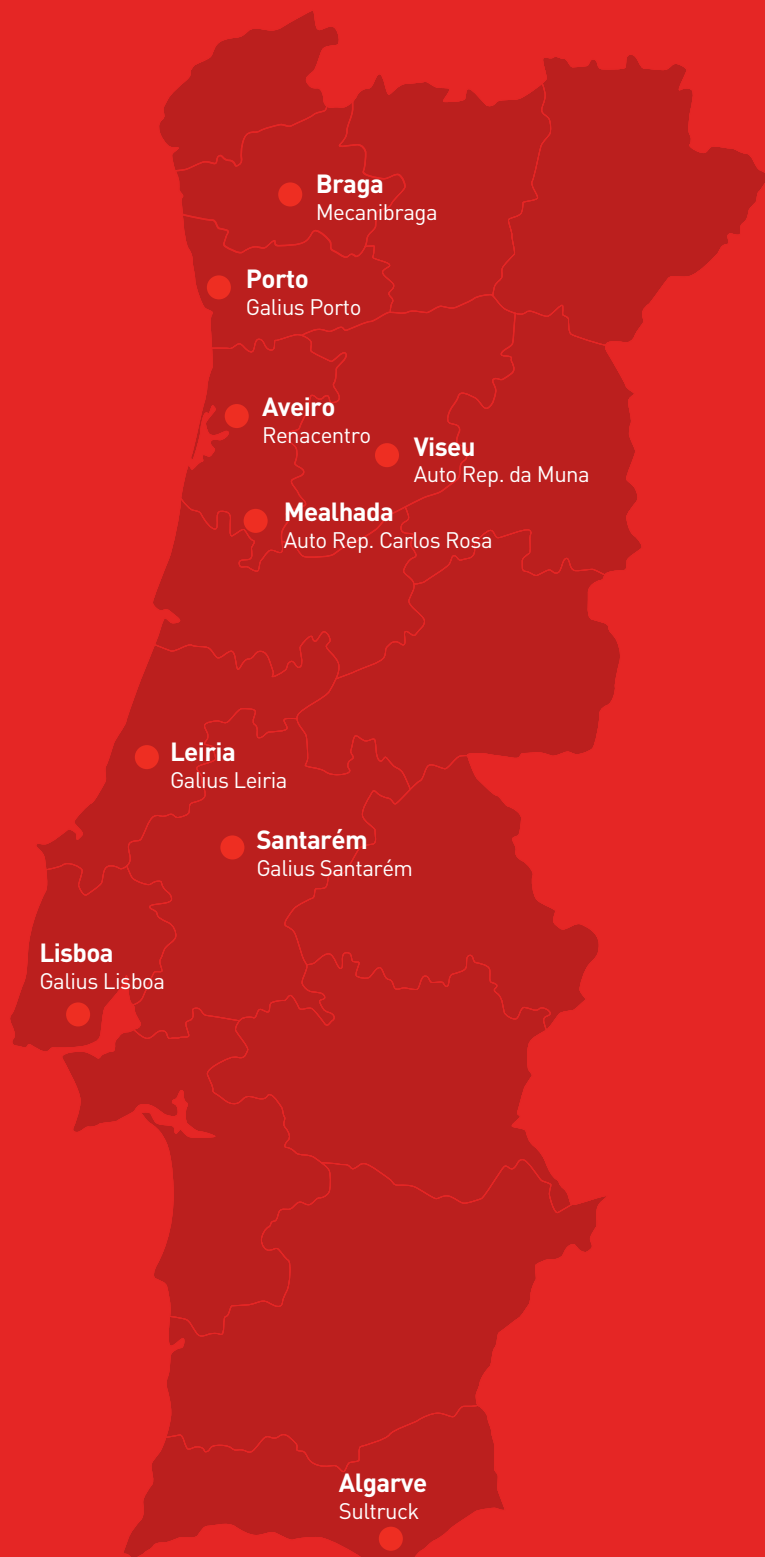 Braga
Mecanibraga
Porto
Galius Porto
Aveiro
Renacentro
Viseu
Auto Rep. da Muna
Mealhada
Auto Rep. Carlos Rosa
Leiria
Galius Leiria
Santarém
Galius Santarém
Lisboa
Galius Lisboa
Algarve
Sultruck